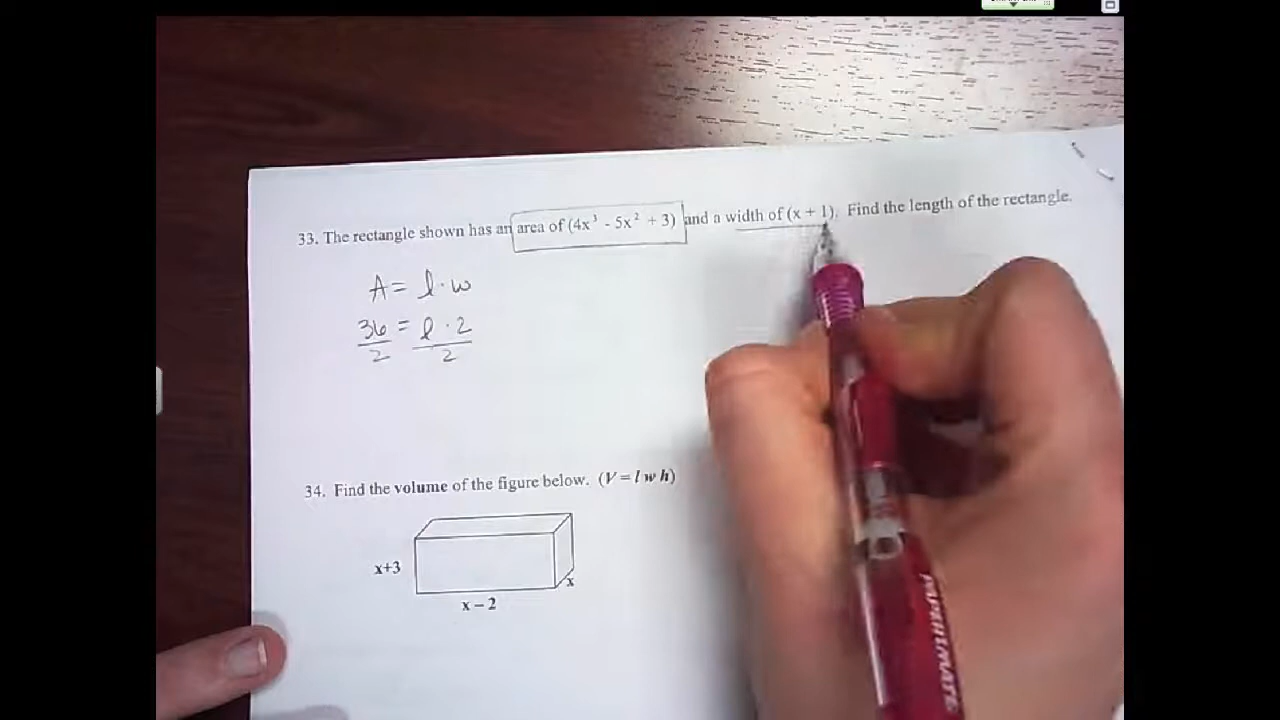 33. The rectangle shown has an area of (4x³ - 5x² + 3) and a width of (x + 1). Find the length of the rectangle.
A = l · w
36 = l · 2
2 2
34. Find the volume of the figure below. (V = l w h)
x+3
x
x – 2
PAPERMATE